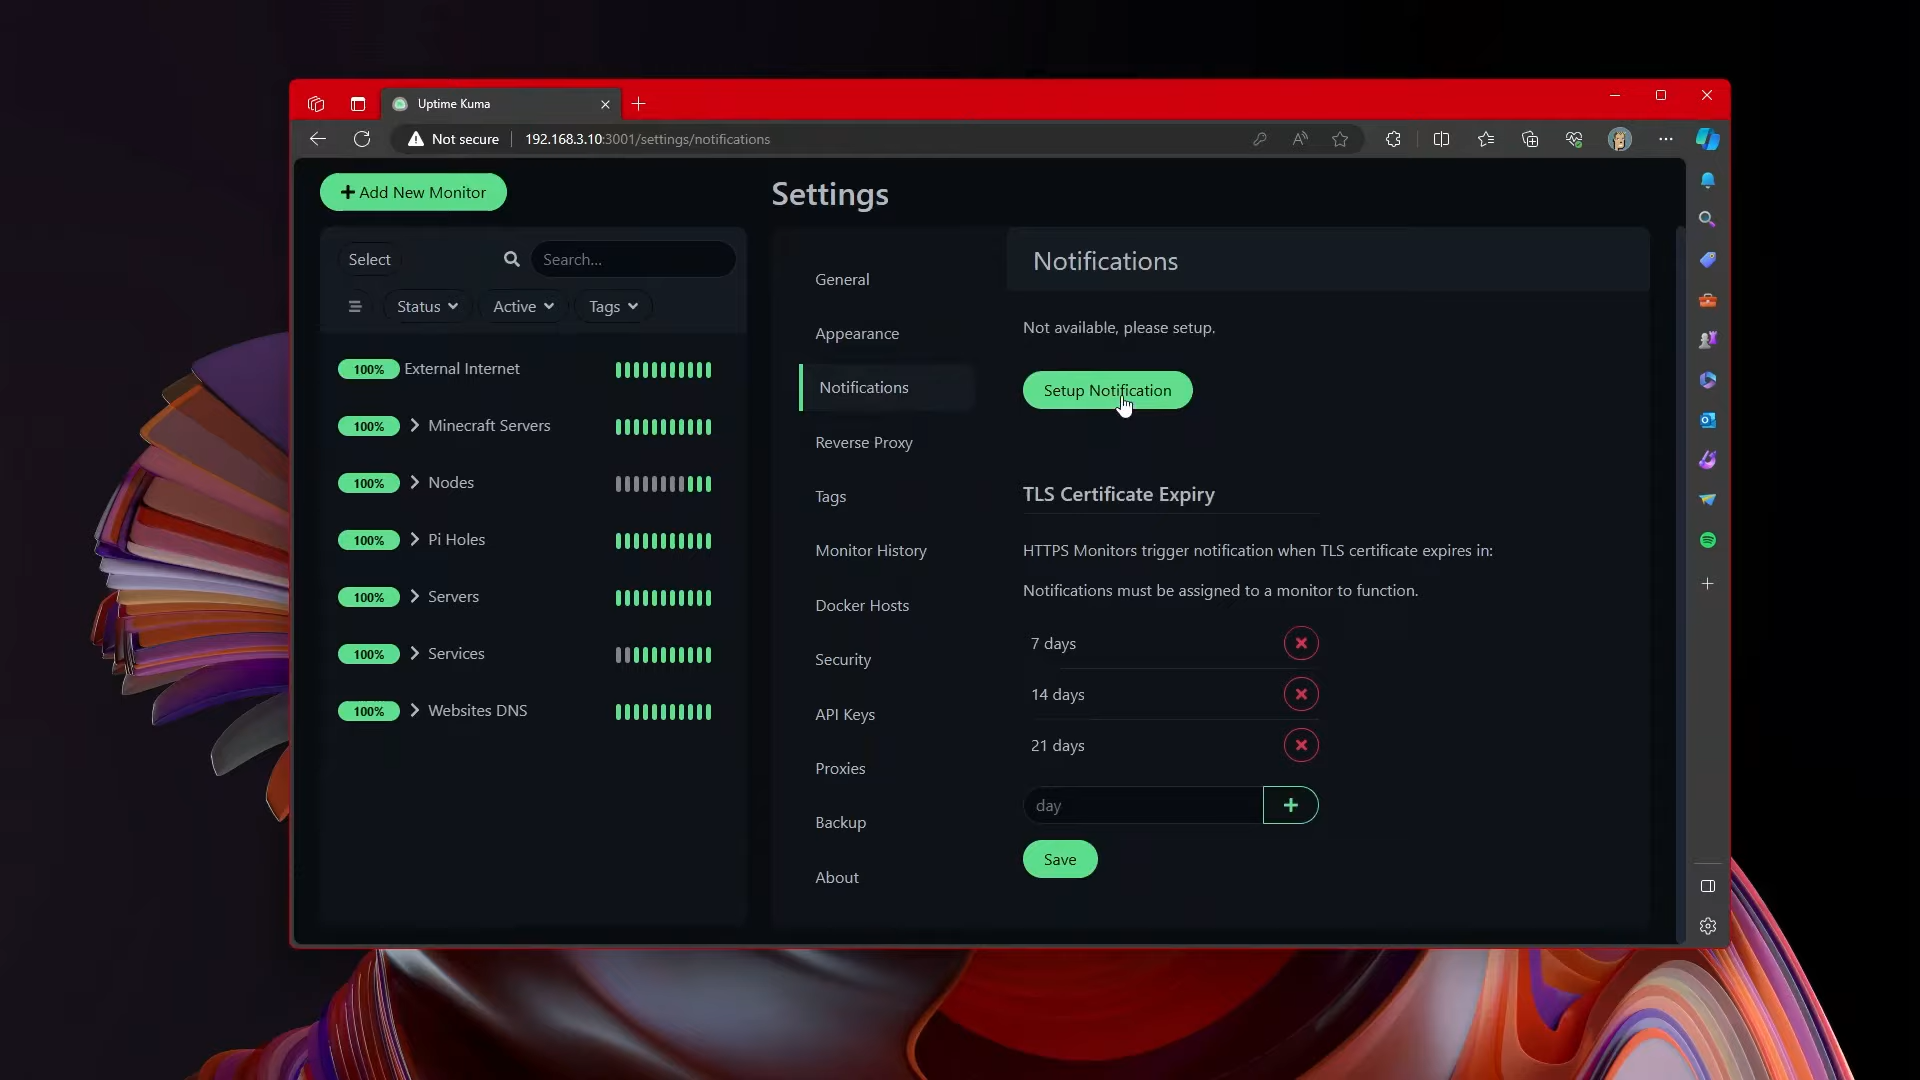 Uptime Kuma
Not secure
192.168.3.10:3001/settings/notifications
Add New Monitor
Select
Search...
Status
Active
Tags
100% External Internet
100% Minecraft Servers
100% Nodes
100% Pi Holes
100% Servers
100% Services
100% Websites DNS
Settings
General
Appearance
Notifications
Reverse Proxy
Tags
Monitor History
Docker Hosts
Security
API Keys
Proxies
Backup
About
Notifications
Not available, please setup.
Setup Notification
TLS Certificate Expiry
HTTPS Monitors trigger notification when TLS certificate expires in:
Notifications must be assigned to a monitor to function.
7 days
14 days
21 days
day
Save